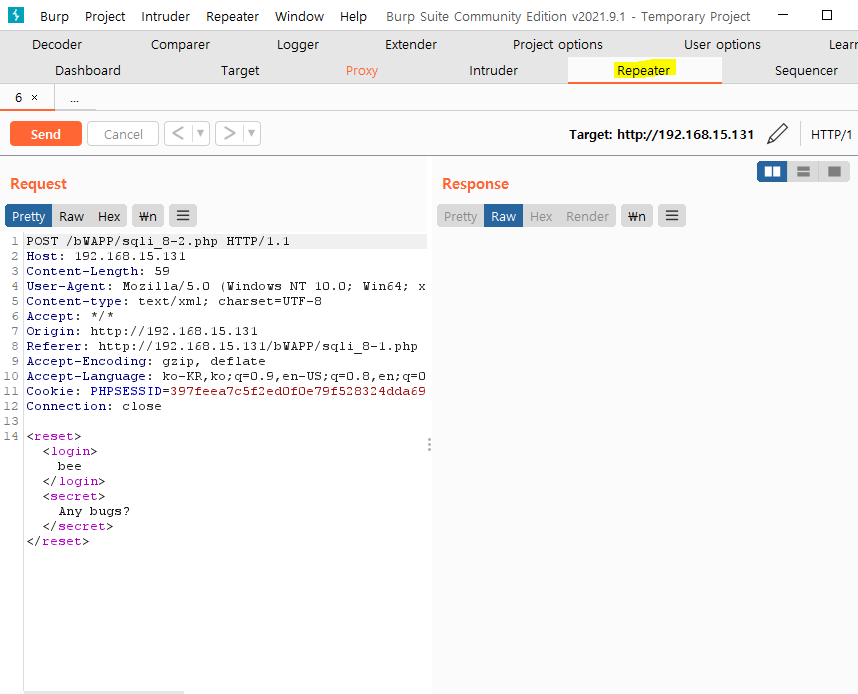 Burp Project Intruder Repeater Window Help Burp Suite Community Edition v2021.9.1 - Temporary Project
Decoder Comparer Logger Extender Project options User options Learn
Dashboard Target Proxy Intruder Repeater Sequencer
6 × ...
Send Cancel < ▼ > ▼ Target: http://192.168.15.131 HTTP/1
Request
Pretty Raw Hex ₩n ☰
1 POST /bWAPP/sqli_8-2.php HTTP/1.1
2 Host: 192.168.15.131
3 Content-Length: 59
4 User-Agent: Mozilla/5.0 (Windows NT 10.0; Win64; x
5 Content-type: text/xml; charset=UTF-8
6 Accept: */*
7 Origin: http://192.168.15.131
8 Referer: http://192.168.15.131/bWAPP/sqli_8-1.php
9 Accept-Encoding: gzip, deflate
10 Accept-Language: ko-KR,ko;q=0.9,en-US;q=0.8,en;q=0
11 Cookie: PHPSESSID=397feea7c5f2ed0f0e79f528324dda69
12 Connection: close
13
14 <reset>
<login>
bee
</login>
<secret>
Any bugs?
</secret>
</reset>
Response
Pretty Raw Hex Render ₩n ☰